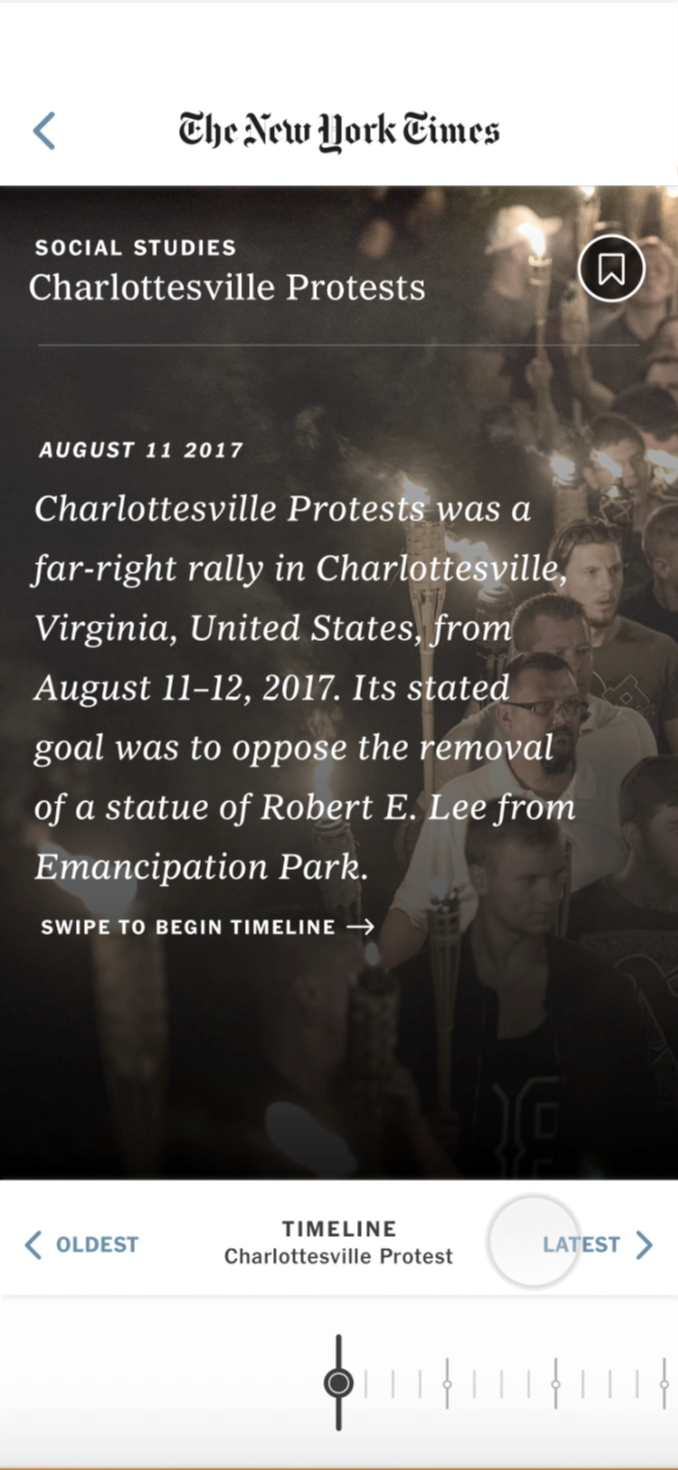 The New York Times
SOCIAL STUDIES
Charlottesville Protests
AUGUST 11 2017
Charlottesville Protests was a
far-right rally in Charlottesville,
Virginia, United States, from
August 11–12, 2017. Its stated
goal was to oppose the removal
of a statue of Robert E. Lee from
Emancipation Park.
SWIPE TO BEGIN TIMELINE →
OLDEST
TIMELINE
Charlottesville Protest
LATEST